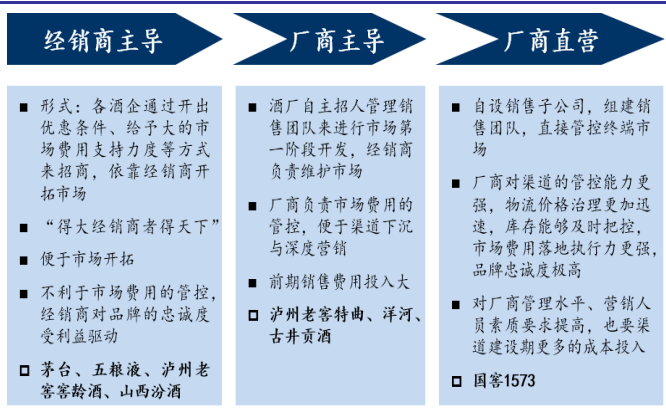 经销商主导
厂商主导
厂商直营
■ 形式：各酒企通过开出
优惠条件、给予大的市
场费用支持力度等方式
来招商，依靠经销商开
拓市场
■ “得大经销商者得天下”
■ 便于市场开拓
■ 不利于市场费用的管控，
经销商对品牌的忠诚度
受利益驱动
□ 茅台、五粮液、泸州老
窖窖龄酒、山西汾酒
■ 酒厂自主招人管理销
售团队来进行市场第
一阶段开发，经销商
负责维护市场
■ 厂商负责市场费用的
管控，便于渠道下沉
与深度营销
■ 前期销售费用投入大
□ 泸州老窖特曲、洋河、
古井贡酒
■ 自设销售子公司，组建销
售团队，直接管控终端市
场
■ 厂商对渠道的管控能力更
强，物流价格治理更加迅
速，库存能够及时把控，
市场费用落地执行力更强，
品牌忠诚度极高
■ 对厂商管理水平、营销人
员素质要求提高，也要渠
道建设期更多的成本投入
□ 国窖1573